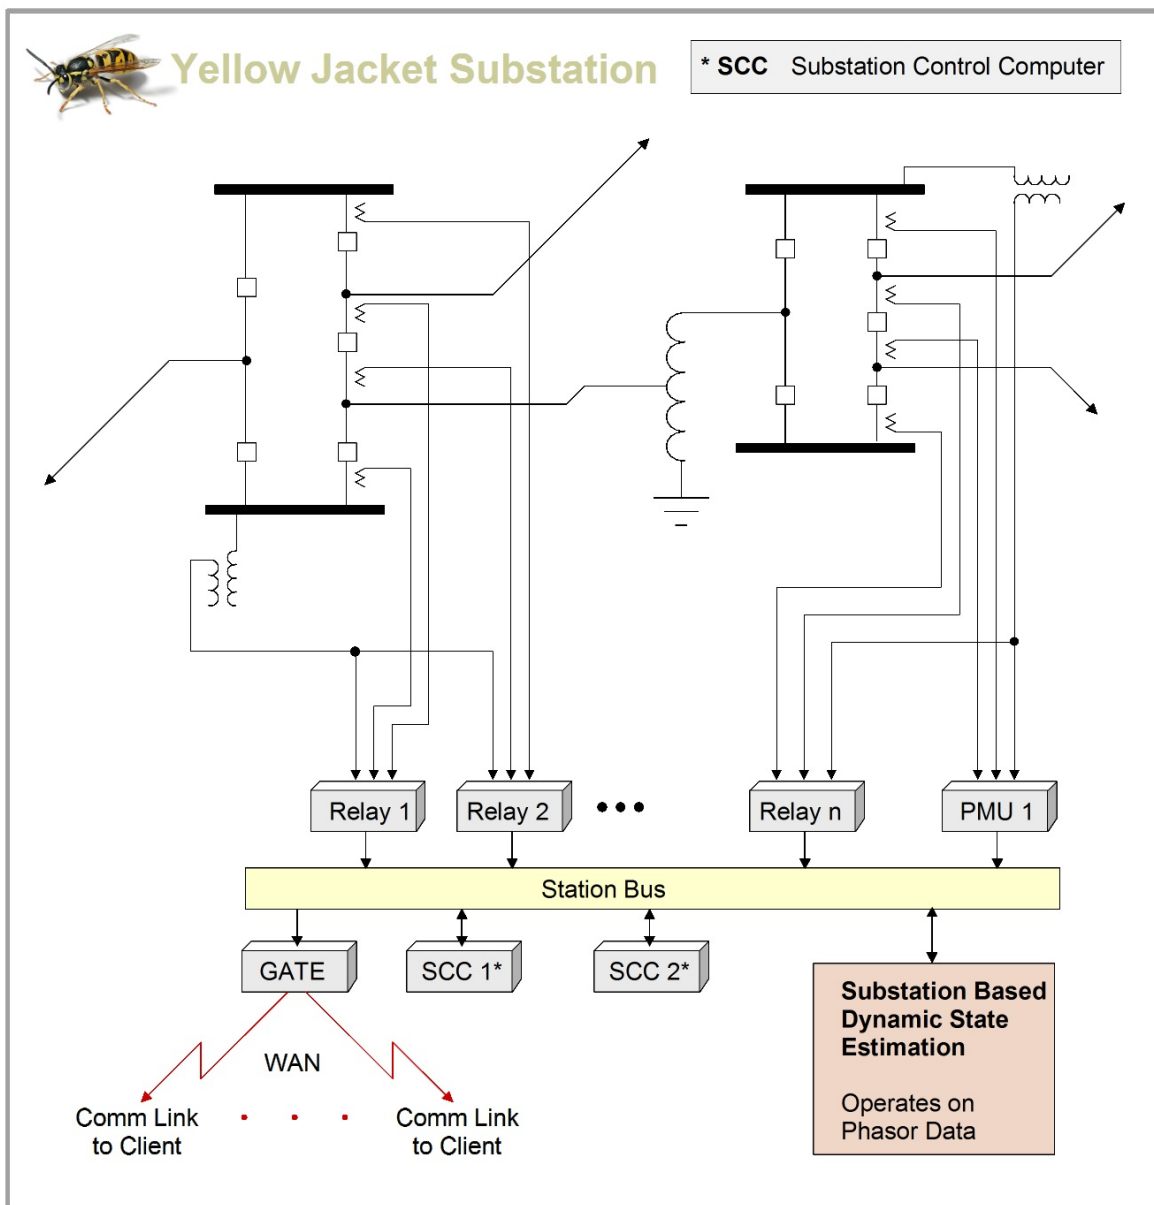 Yellow Jacket Substation
* SCC Substation Control Computer
Relay 1
Relay 2
Relay n
PMU 1
Station Bus
GATE
SCC 1*
SCC 2*
Substation Based
Dynamic State
Estimation
Operates on
Phasor Data
WAN
Comm Link
to Client
Comm Link
to Client